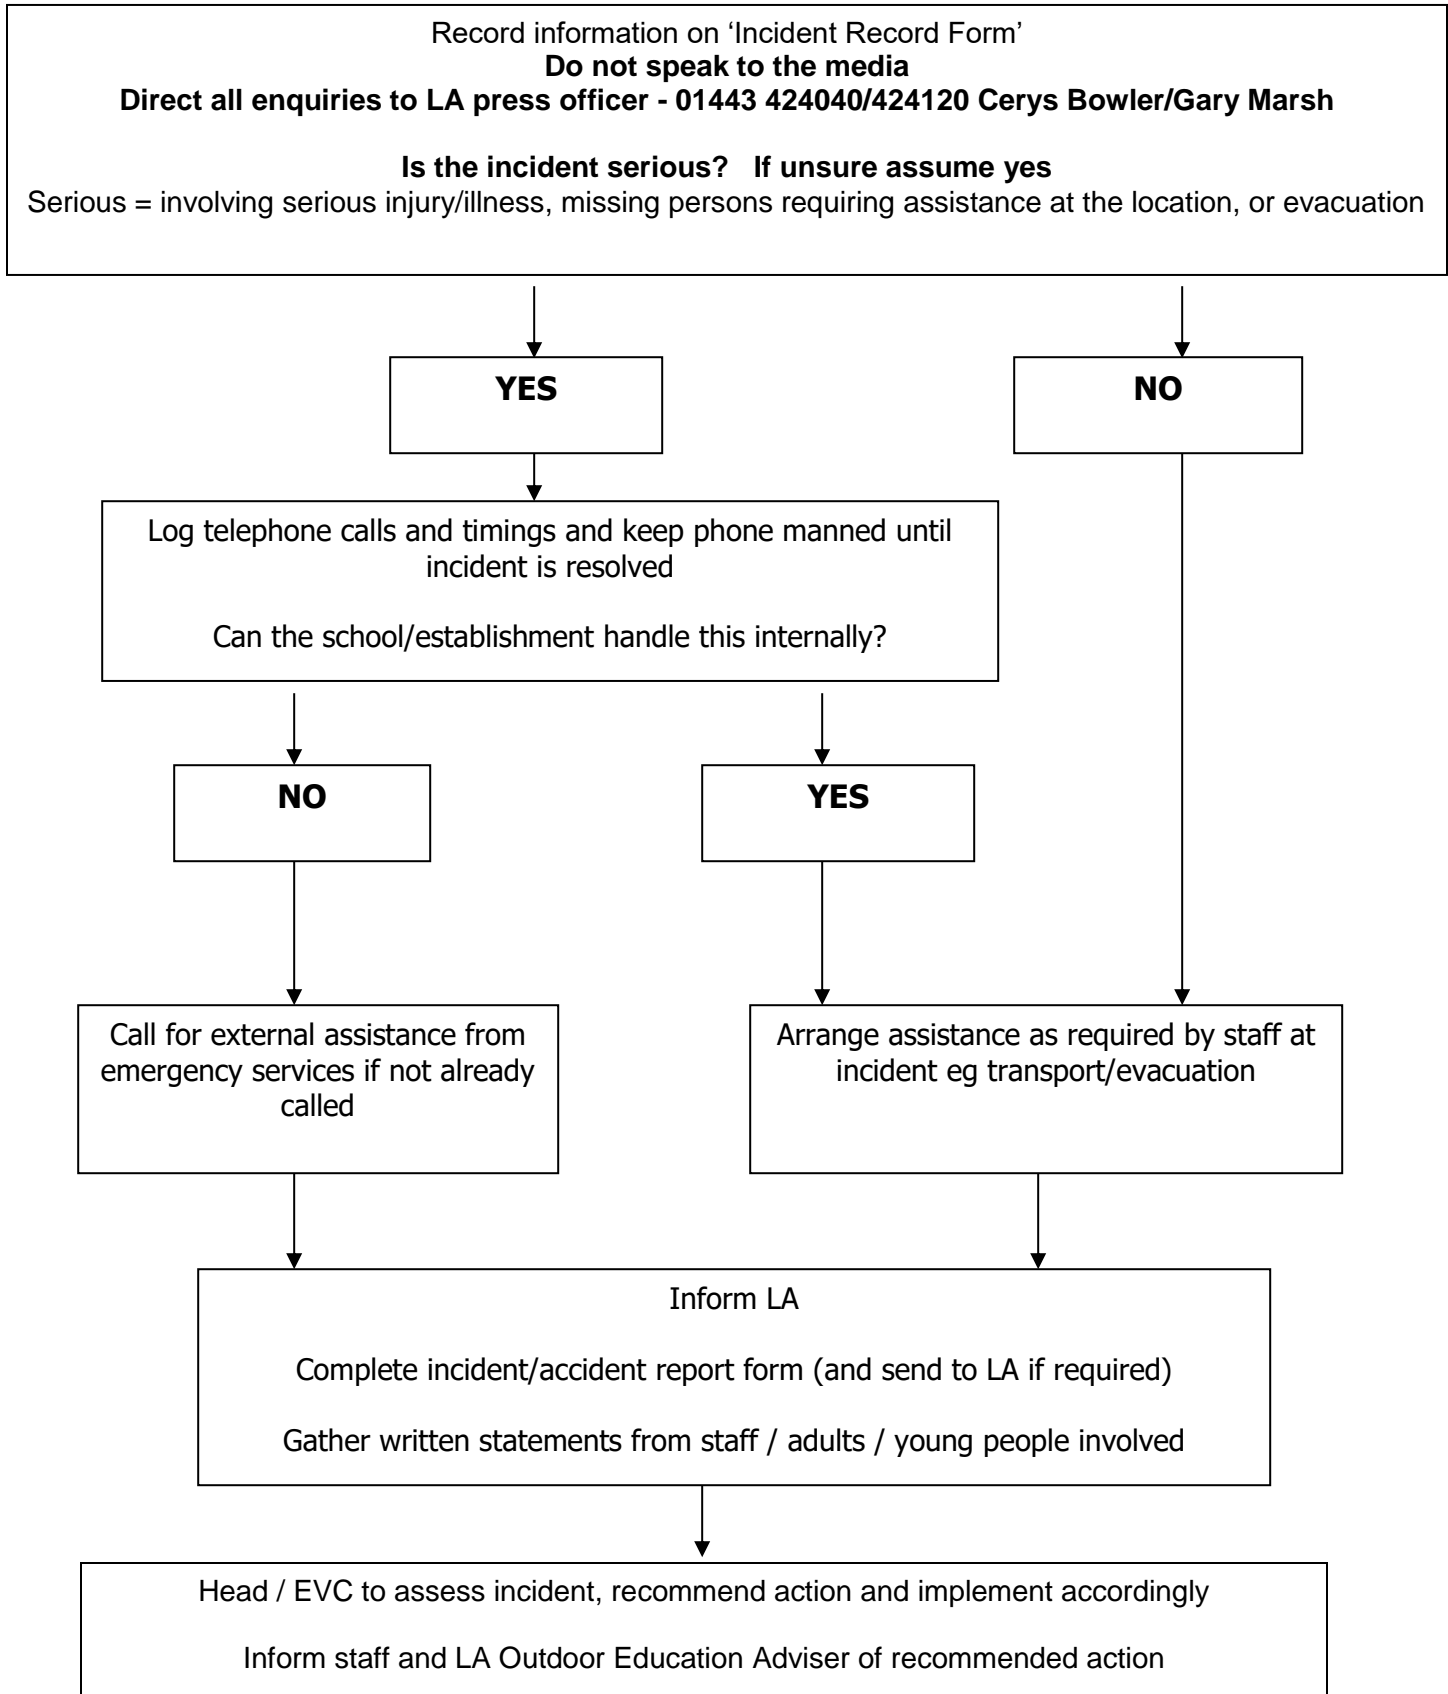 Record information on ‘Incident Record Form’
Do not speak to the media
Direct all enquiries to LA press officer - 01443 424040/424120 Cerys Bowler/Gary Marsh
Is the incident serious?   If unsure assume yes
Serious = involving serious injury/illness, missing persons requiring assistance at the location, or evacuation
YES
NO
Log telephone calls and timings and keep phone manned until
incident is resolved
Can the school/establishment handle this internally?
NO
YES
Call for external assistance from
emergency services if not already
called
Arrange assistance as required by staff at
incident eg transport/evacuation
Inform LA
Complete incident/accident report form (and send to LA if required)
Gather written statements from staff / adults / young people involved
Head / EVC to assess incident, recommend action and implement accordingly
Inform staff and LA Outdoor Education Adviser of recommended action